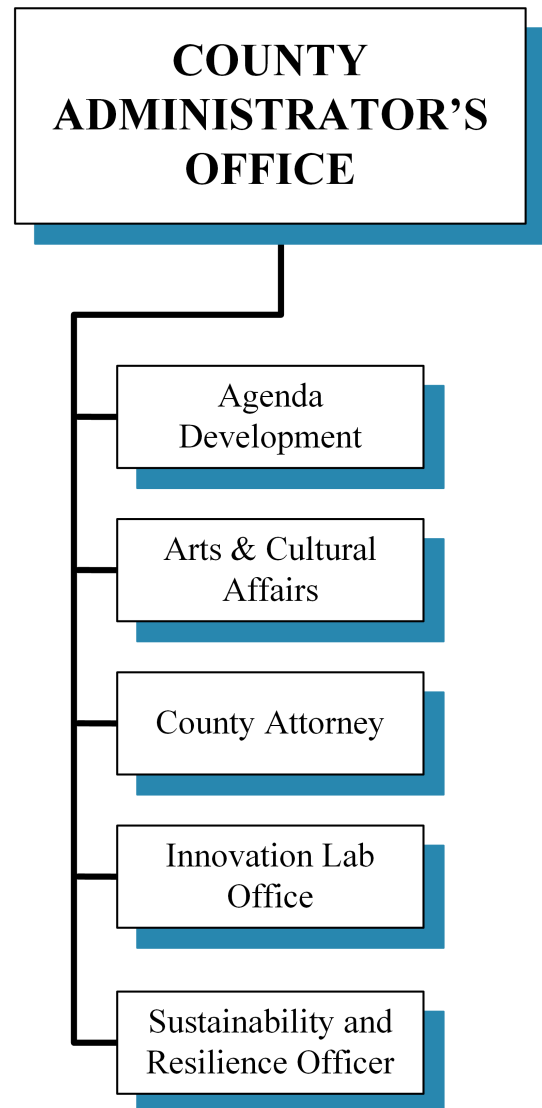 COUNTY
ADMINISTRATOR’S
OFFICE
Agenda
Development
Arts & Cultural
Affairs
County Attorney
Innovation Lab
Office
Sustainability and
Resilience Officer